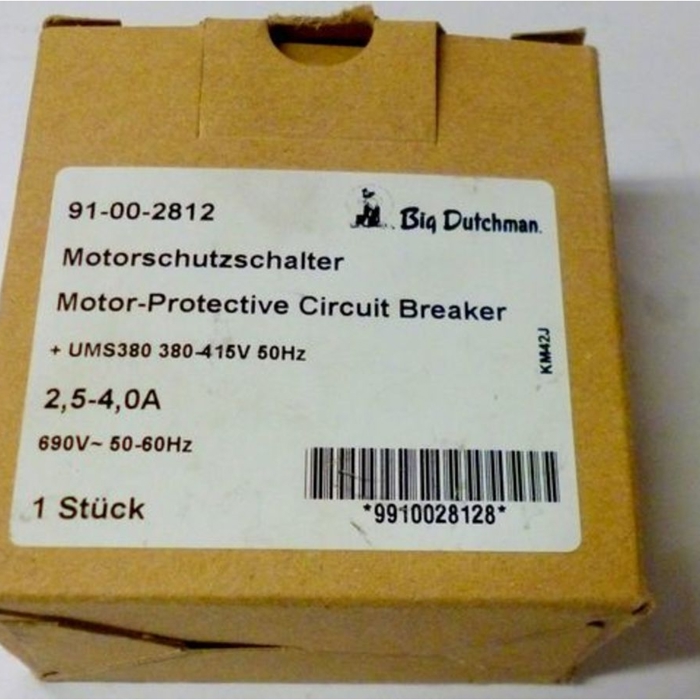 91-00-2812
Big Dutchman.
Motorschutzschalter
Motor-Protective Circuit Breaker
+ UMS380 380-415V 50Hz
KM42J
2,5-4,0A
690V~ 50-60Hz
1 Stück
*9910028128*